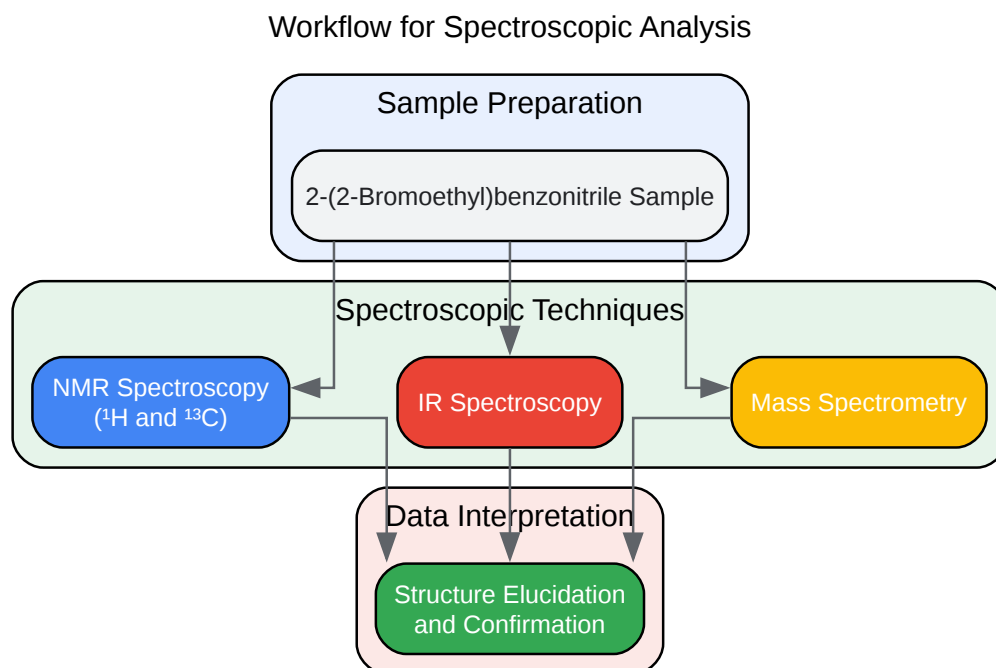 Workflow for Spectroscopic Analysis
Sample Preparation
2-(2-Bromoethyl)benzonitrile Sample
Spectroscopic Techniques
NMR Spectroscopy
(¹H and ¹³C)
IR Spectroscopy
Mass Spectrometry
Data Interpretation
Structure Elucidation
and Confirmation